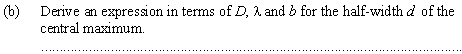 (b) Derive an expression in terms of D, λ and b for the half-width d of the
central maximum.
................................................................................................................................